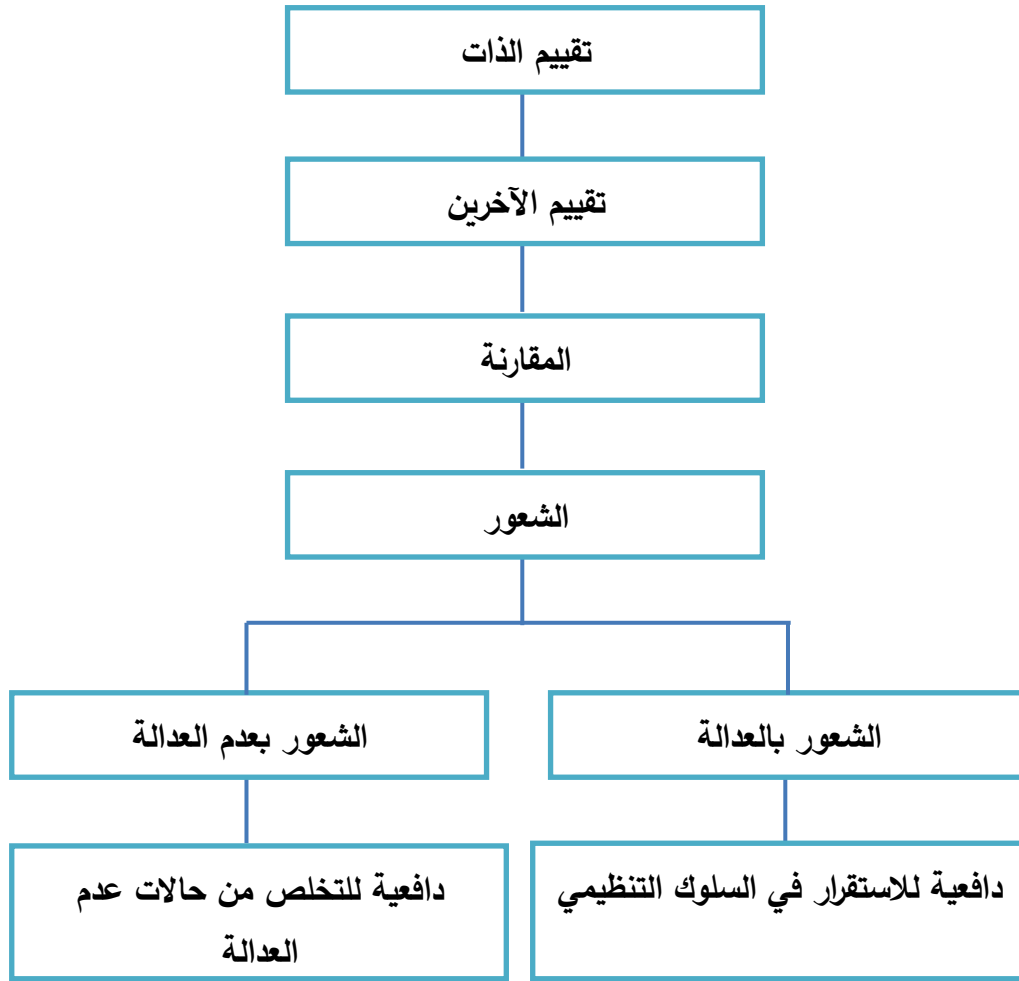 تقييم الذات
تقييم الآخرين
المقارنة
الشعور
الشعور بالعدالة
الشعور بعدم العدالة
دافعية للاستقرار في السلوك التنظيمي
دافعية للتخلص من حالات عدم
العدالة